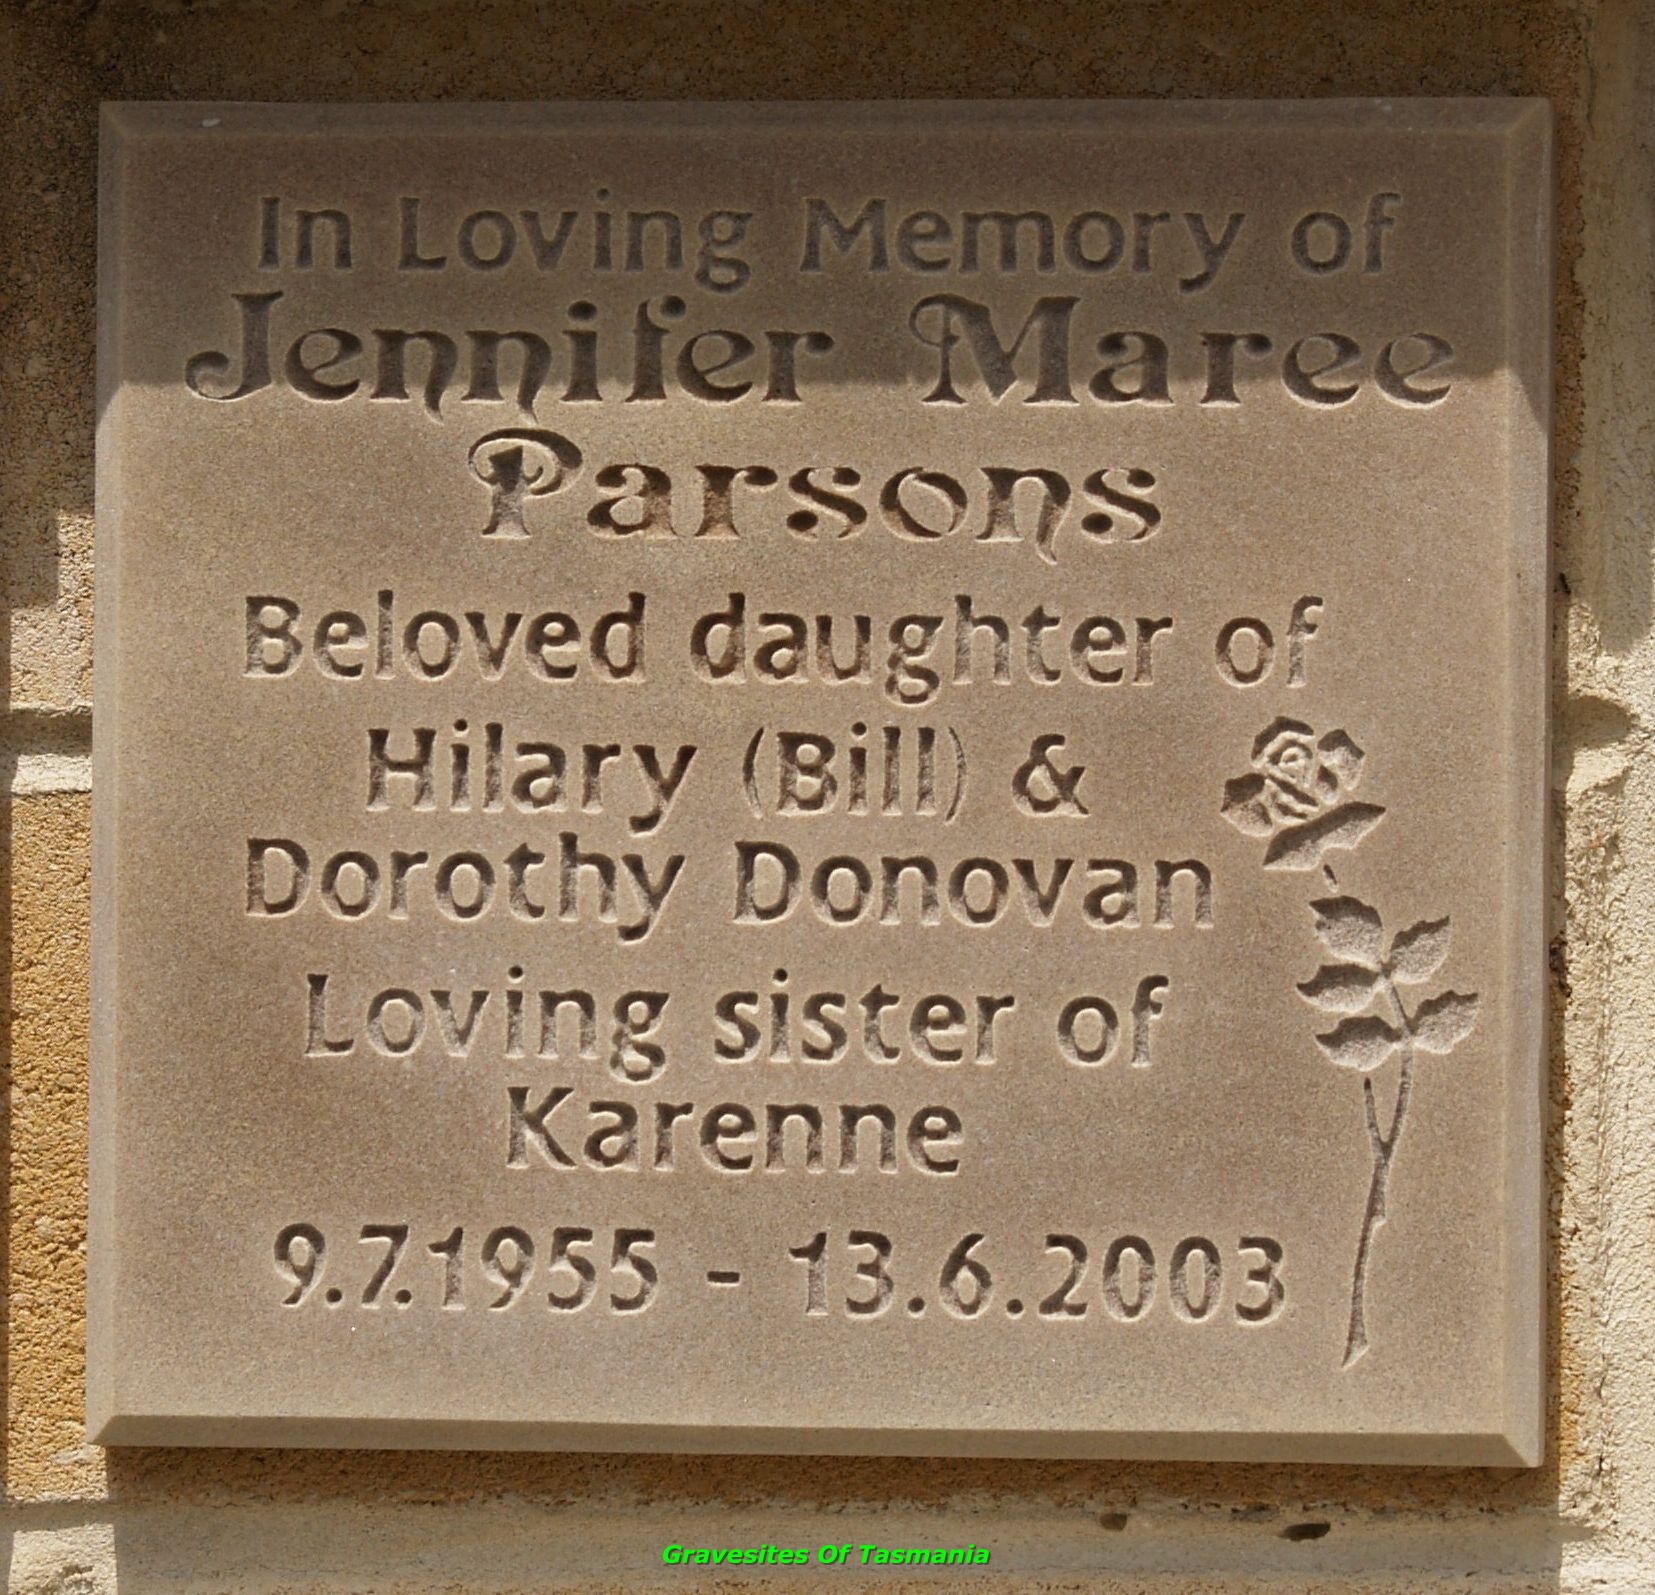 In Loving Memory of
Jennifer Maree
Parsons
Beloved daughter of
Hilary (Bill) &
Dorothy Donovan
Loving sister of
Karenne
9.7.1955 - 13.6.2003
Gravesites Of Tasmania